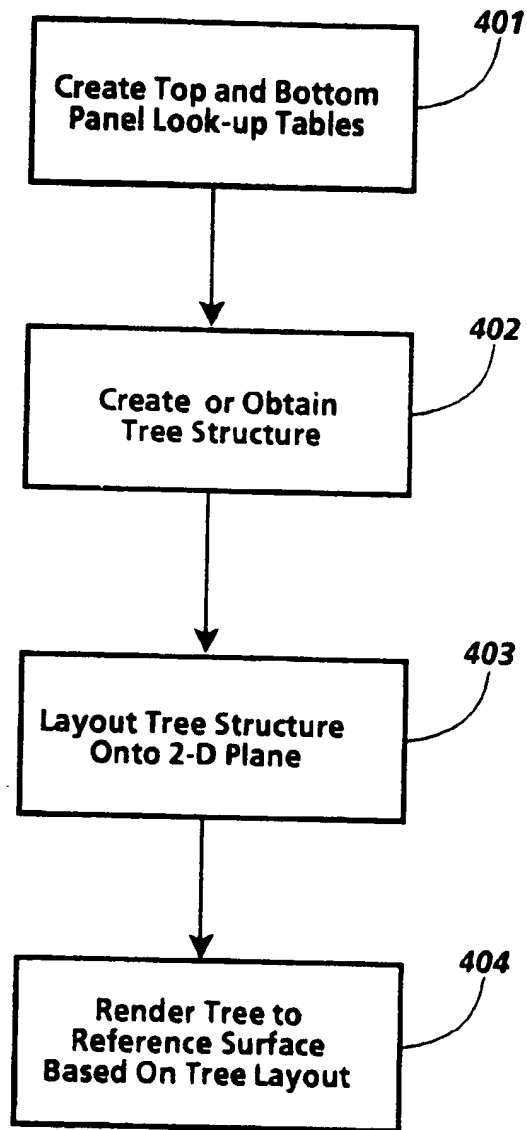 401
Create Top and Bottom
Panel Look-up Tables
402
Create or Obtain
Tree Structure
403
Layout Tree Structure
Onto 2-D Plane
404
Render Tree to
Reference Surface
Based On Tree Layout